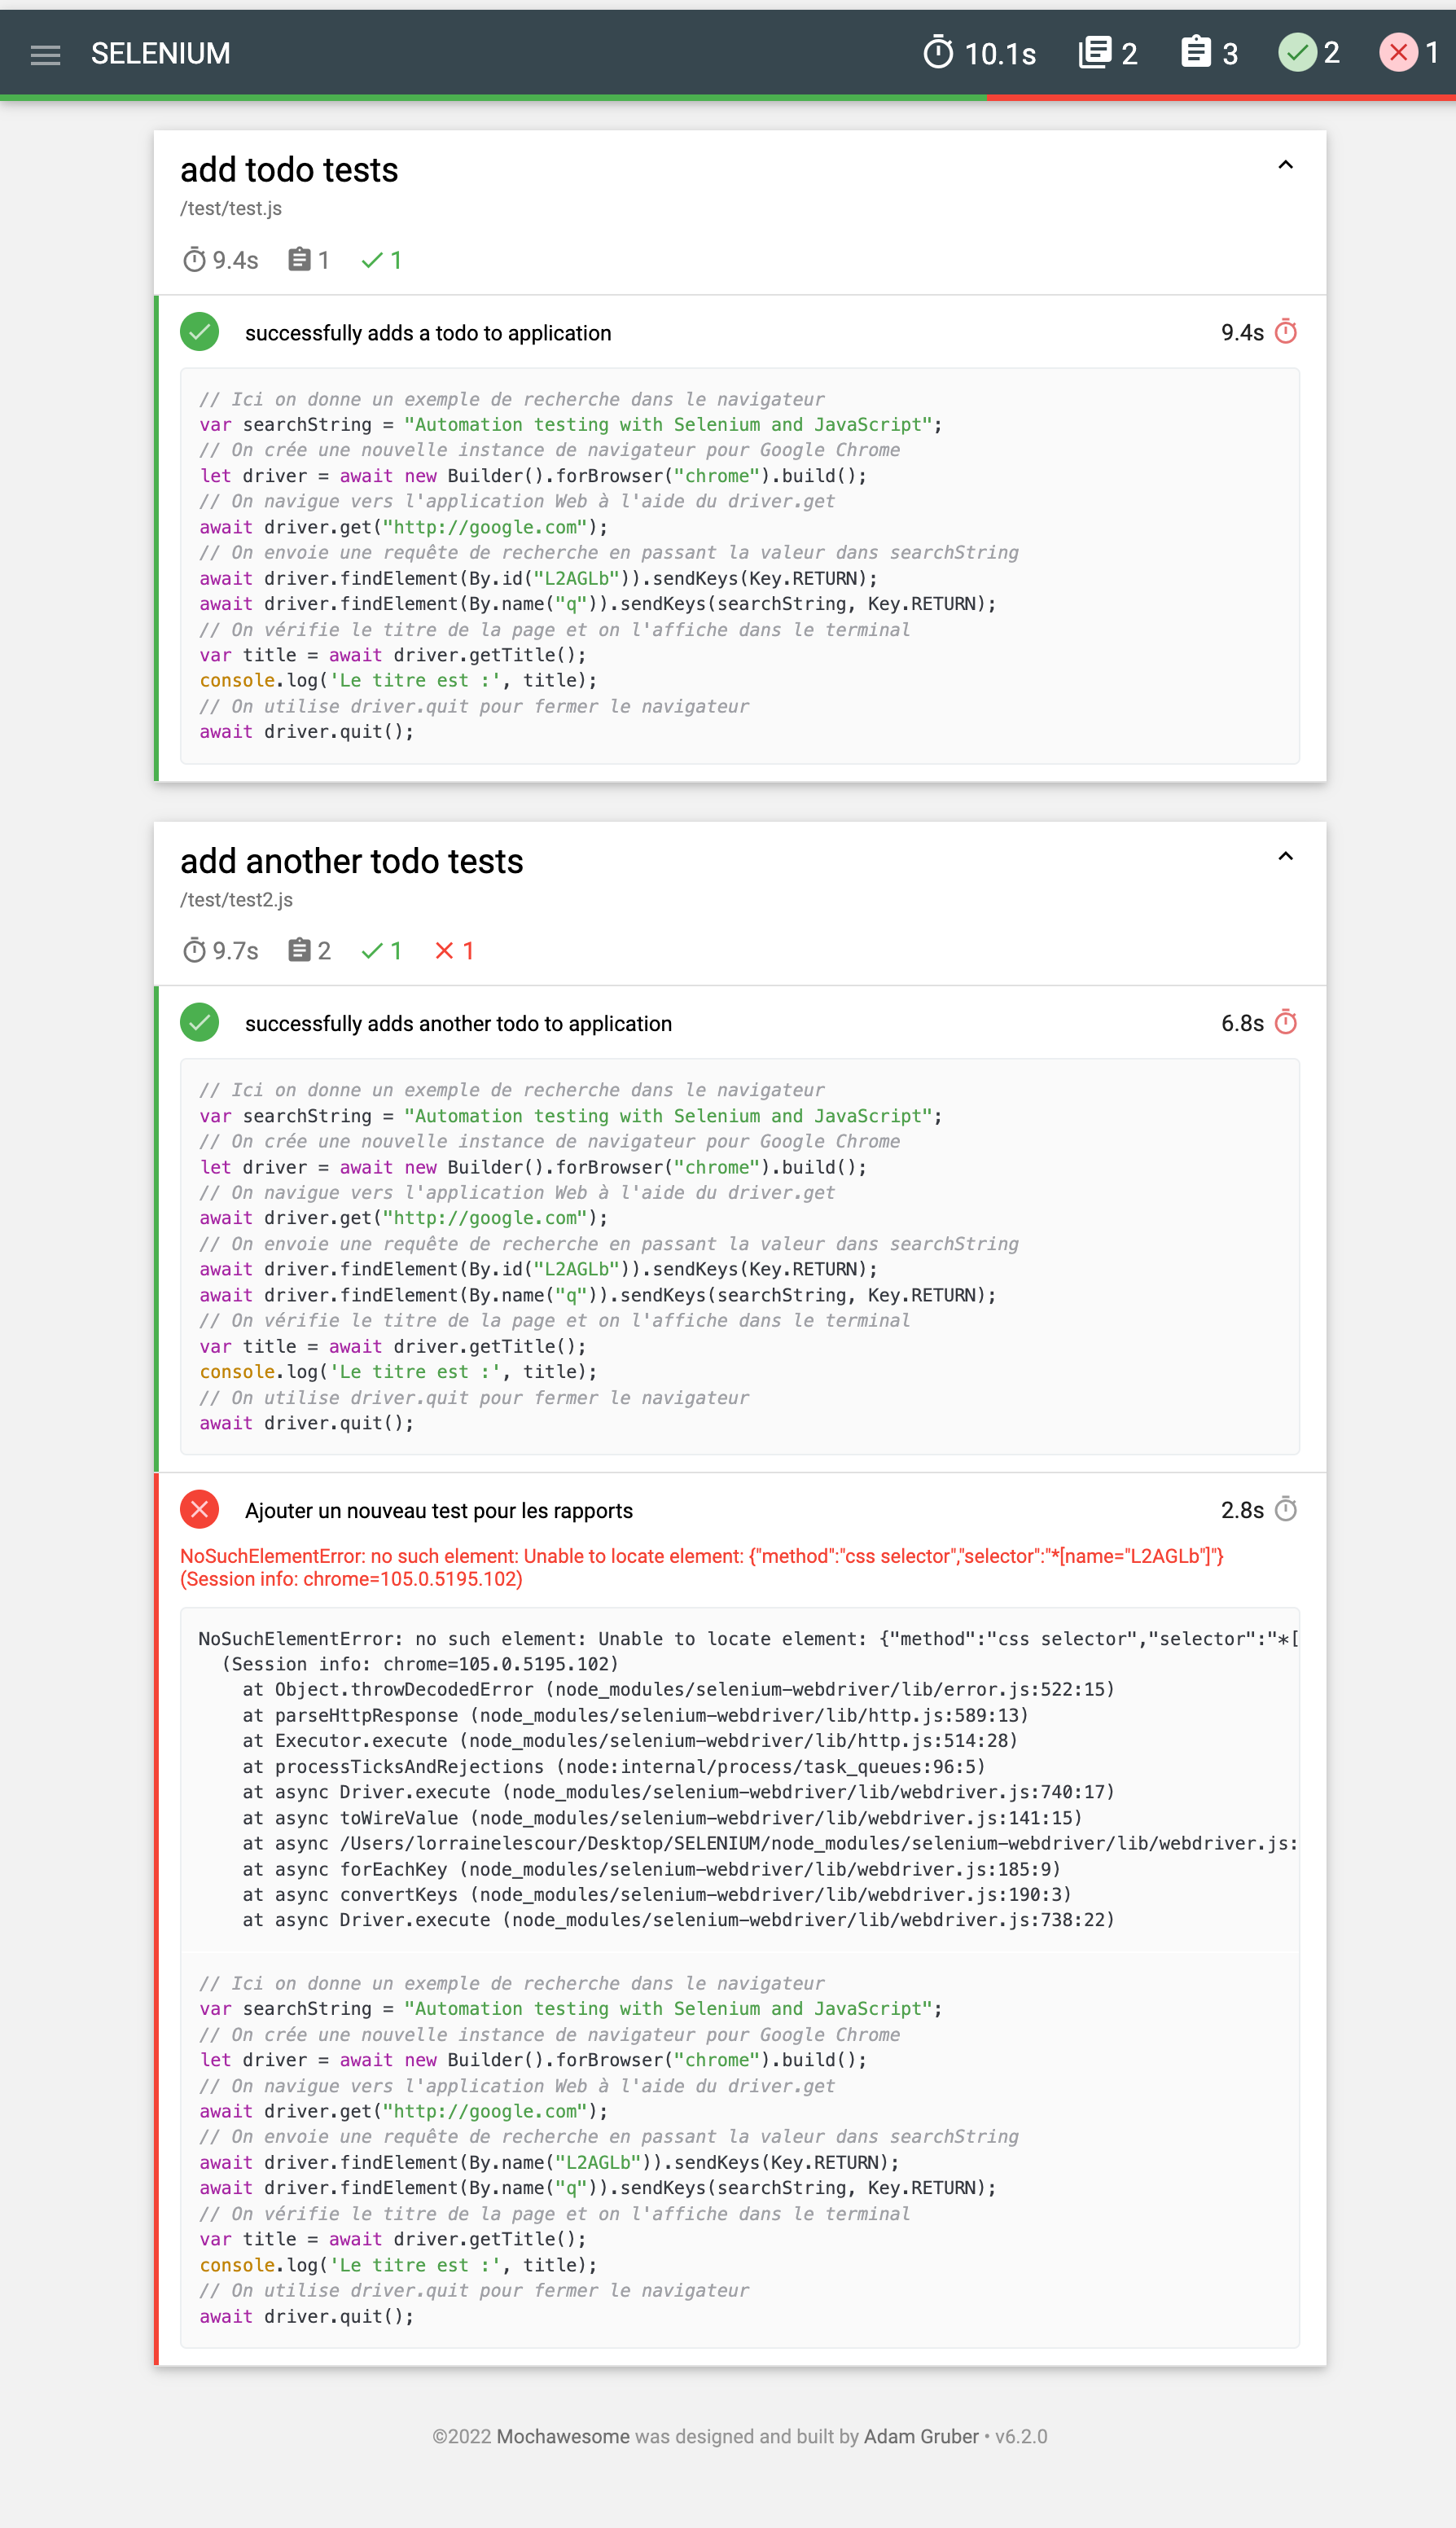 SELENIUM
10.1s 2 3 2 1
add todo tests
/test/test.js
9.4s 1 1
successfully adds a todo to application 9.4s
// Ici on donne un exemple de recherche dans le navigateur
var searchString = "Automation testing with Selenium and JavaScript";
// On crée une nouvelle instance de navigateur pour Google Chrome
let driver = await new Builder().forBrowser("chrome").build();
// On navigue vers l'application Web à l'aide du driver.get
await driver.get("http://google.com");
// On envoie une requête de recherche en passant la valeur dans searchString
await driver.findElement(By.id("L2AGLb")).sendKeys(Key.RETURN);
await driver.findElement(By.name("q")).sendKeys(searchString, Key.RETURN);
// On vérifie le titre de la page et on l'affiche dans le terminal
var title = await driver.getTitle();
console.log('Le titre est :', title);
// On utilise driver.quit pour fermer le navigateur
await driver.quit();
add another todo tests
/test/test2.js
9.7s 2 1 1
successfully adds another todo to application 6.8s
// Ici on donne un exemple de recherche dans le navigateur
var searchString = "Automation testing with Selenium and JavaScript";
// On crée une nouvelle instance de navigateur pour Google Chrome
let driver = await new Builder().forBrowser("chrome").build();
// On navigue vers l'application Web à l'aide du driver.get
await driver.get("http://google.com");
// On envoie une requête de recherche en passant la valeur dans searchString
await driver.findElement(By.id("L2AGLb")).sendKeys(Key.RETURN);
await driver.findElement(By.name("q")).sendKeys(searchString, Key.RETURN);
// On vérifie le titre de la page et on l'affiche dans le terminal
var title = await driver.getTitle();
console.log('Le titre est :', title);
// On utilise driver.quit pour fermer le navigateur
await driver.quit();
Ajouter un nouveau test pour les rapports 2.8s
NoSuchElementError: no such element: Unable to locate element: {"method":"css selector","selector":"*[name="L2AGLb"]"}
(Session info: chrome=105.0.5195.102)
NoSuchElementError: no such element: Unable to locate element: {"method":"css selector","selector":"*[
(Session info: chrome=105.0.5195.102)
at Object.throwDecodedError (node_modules/selenium-webdriver/lib/error.js:522:15)
at parseHttpResponse (node_modules/selenium-webdriver/lib/http.js:589:13)
at Executor.execute (node_modules/selenium-webdriver/lib/http.js:514:28)
at processTicksAndRejections (node:internal/process/task_queues:96:5)
at async Driver.execute (node_modules/selenium-webdriver/lib/webdriver.js:740:17)
at async toWireValue (node_modules/selenium-webdriver/lib/webdriver.js:141:15)
at async /Users/lorrainelescour/Desktop/SELENIUM/node_modules/selenium-webdriver/lib/webdriver.js:
at async forEachKey (node_modules/selenium-webdriver/lib/webdriver.js:185:9)
at async convertKeys (node_modules/selenium-webdriver/lib/webdriver.js:190:3)
at async Driver.execute (node_modules/selenium-webdriver/lib/webdriver.js:738:22)
// Ici on donne un exemple de recherche dans le navigateur
var searchString = "Automation testing with Selenium and JavaScript";
// On crée une nouvelle instance de navigateur pour Google Chrome
let driver = await new Builder().forBrowser("chrome").build();
// On navigue vers l'application Web à l'aide du driver.get
await driver.get("http://google.com");
// On envoie une requête de recherche en passant la valeur dans searchString
await driver.findElement(By.name("L2AGLb")).sendKeys(Key.RETURN);
await driver.findElement(By.name("q")).sendKeys(searchString, Key.RETURN);
// On vérifie le titre de la page et on l'affiche dans le terminal
var title = await driver.getTitle();
console.log('Le titre est :', title);
// On utilise driver.quit pour fermer le navigateur
await driver.quit();
©2022 Mochawesome was designed and built by Adam Gruber • v6.2.0